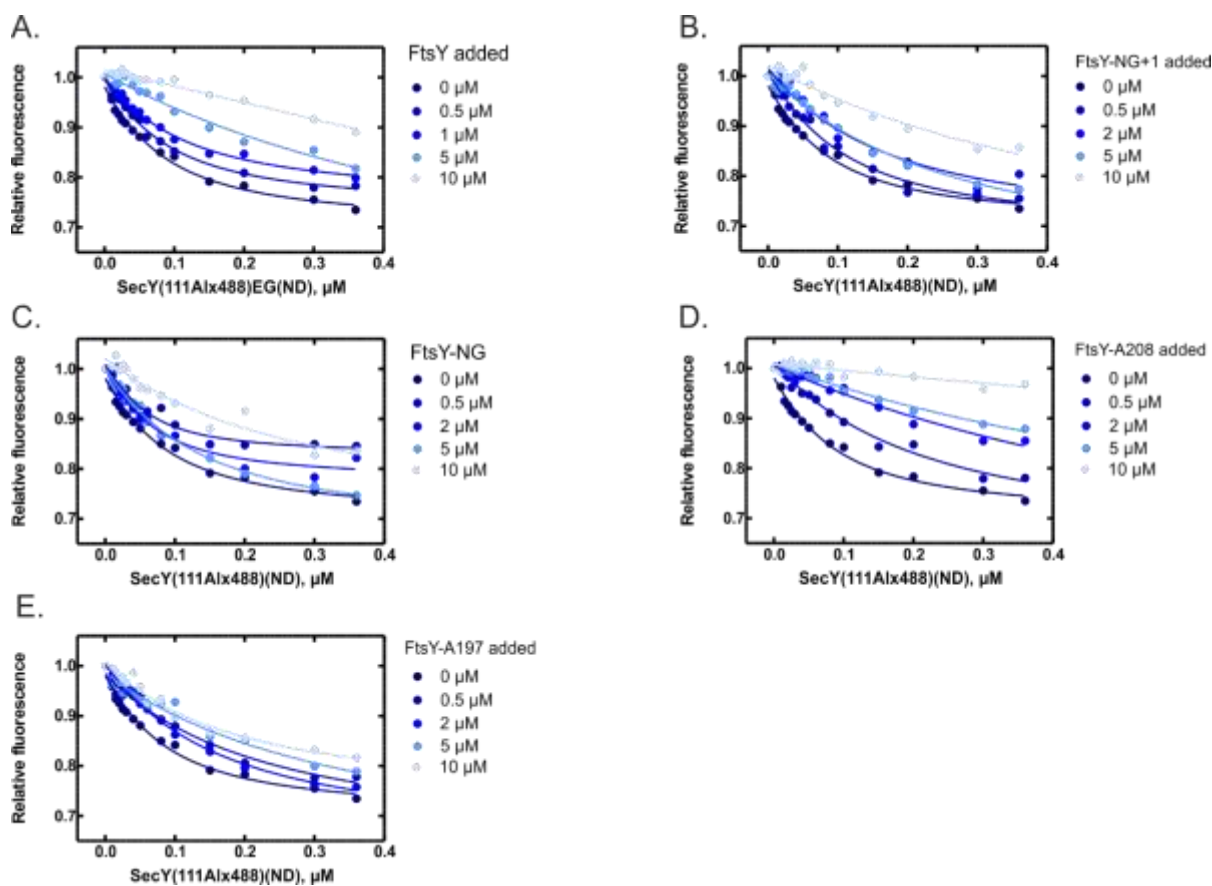 A.
Relative fluorescence
1.0
0.9
0.8
0.7
0.0 0.1 0.2 0.3 0.4
SecY(111Alx488)EG(ND), µM
FtsY added
0 µM
0.5 µM
1 µM
5 µM
10 µM
B.
Relative fluorescence
1.0
0.9
0.8
0.7
0.0 0.1 0.2 0.3 0.4
SecY(111Alx488)(ND), µM
FtsY-NG+1 added
0 µM
0.5 µM
2 µM
5 µM
10 µM
C.
Relative fluorescence
1.0
0.9
0.8
0.7
0.0 0.1 0.2 0.3 0.4
SecY(111Alx488)(ND), µM
FtsY-NG
0 µM
0.5 µM
2 µM
5 µM
10 µM
D.
Relative fluorescence
1.0
0.9
0.8
0.7
0.0 0.1 0.2 0.3 0.4
SecY(111Alx488)(ND), µM
FtsY-A208 added
0 µM
0.5 µM
2 µM
5 µM
10 µM
E.
Relative fluorescence
1.0
0.9
0.8
0.7
0.0 0.1 0.2 0.3 0.4
SecY(111Alx488)(ND), µM
FtsY-A197 added
0 µM
0.5 µM
2 µM
5 µM
10 µM